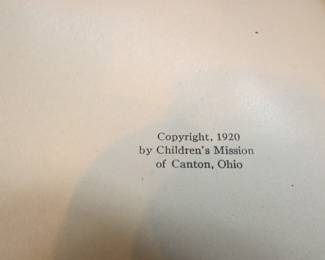 Copyright, 1920
by Children's Mission
of Canton, Ohio